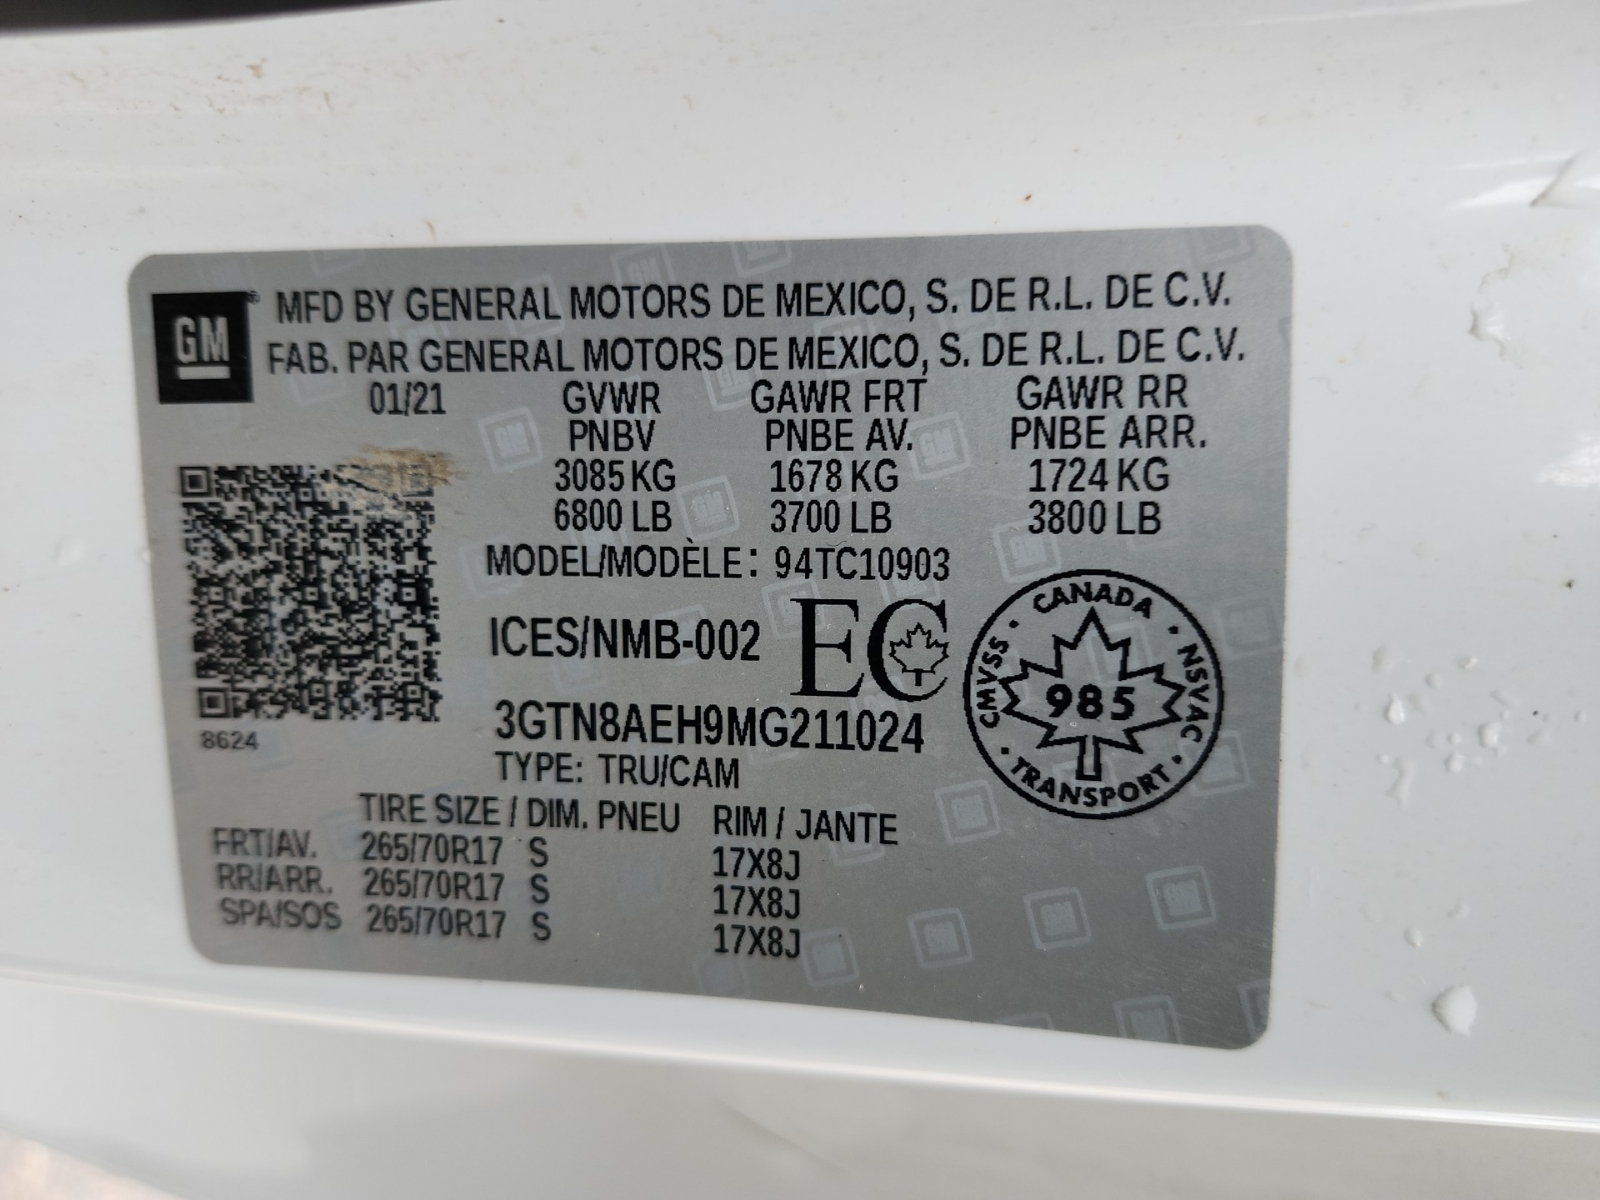 GM ® MFD BY GENERAL MOTORS DE MEXICO, S. DE R.L. DE C.V.
FAB. PAR GENERAL MOTORS DE MEXICO, S. DE R.L. DE C.V.
01/21 GVWR GAWR FRT GAWR RR
PNBV PNBE AV. PNBE ARR.
3085 KG 1678 KG 1724 KG
6800 LB 3700 LB 3800 LB
MODEL/MODÈLE: 94TC10903
ICES/NMB-002 EC
CANADA • NSVAC • TRANSPORT • CMVSS •
985
3GTN8AEH9MG211024
8624
TYPE: TRU/CAM
TIRE SIZE / DIM. PNEU RIM / JANTE
FRT/AV. 265/70R17 S 17X8J
RR/ARR. 265/70R17 S 17X8J
SPA/SOS 265/70R17 S 17X8J